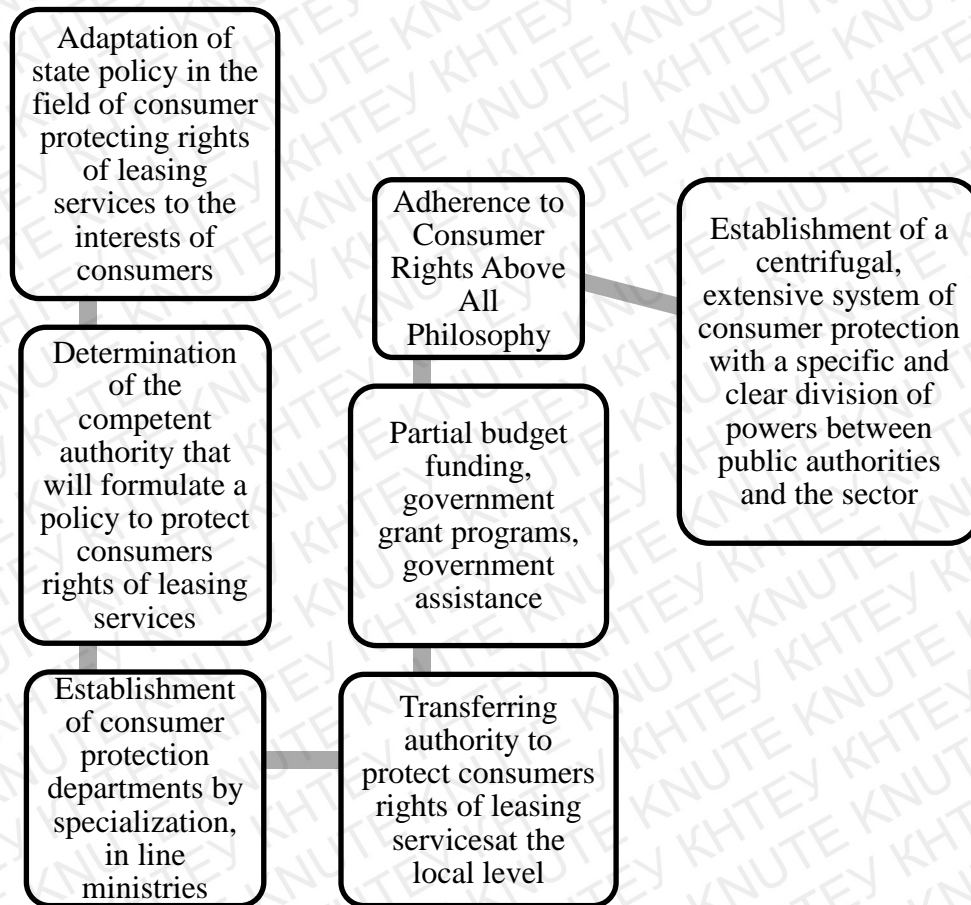 Adaptation of
state policy in the
field of consumer
protecting rights
of leasing
services to the
interests of
consumers
Determination
of the
competent
authority that
will formulate a
policy to protect
consumers
rights of leasing
services
Establishment
of consumer
protection
departments by
specialization,
in line
ministries
Transferring
authority to
protect consumers
rights of leasing
servicesat the
local level
Partial budget
funding,
government
grant programs,
government
assistance
Adherence to
Consumer
Rights Above
All
Philosophy
Establishment of a
centrifugal,
extensive system of
consumer protection
with a specific and
clear division of
powers between
public authorities
and the sector